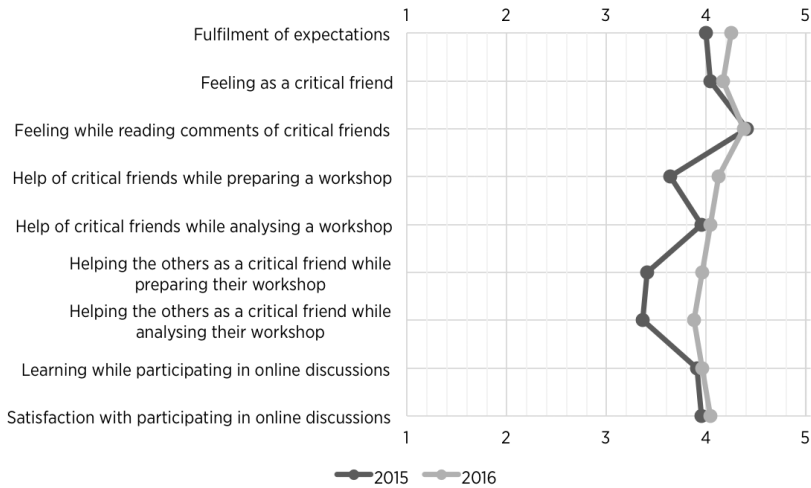 1 2 3 4 5
Fulfilment of expectations
Feeling as a critical friend
Feeling while reading comments of critical friends
Help of critical friends while preparing a workshop
Help of critical friends while analysing a workshop
Helping the others as a critical friend while
preparing their workshop
Helping the others as a critical friend while
analysing their workshop
Learning while participating in online discussions
Satisfaction with participating in online discussions
1 2 3 4 5
2015 2016